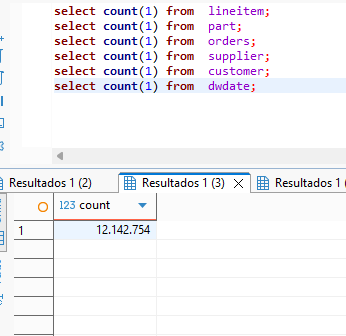 select count(1) from  lineitem;
select count(1) from  part;
select count(1) from  orders;
select count(1) from  supplier;
select count(1) from  customer;
select count(1) from  dwdate;
Resultados 1 (2)
Resultados 1 (3)
Resultados 1 (
123 count
1
12.142.754